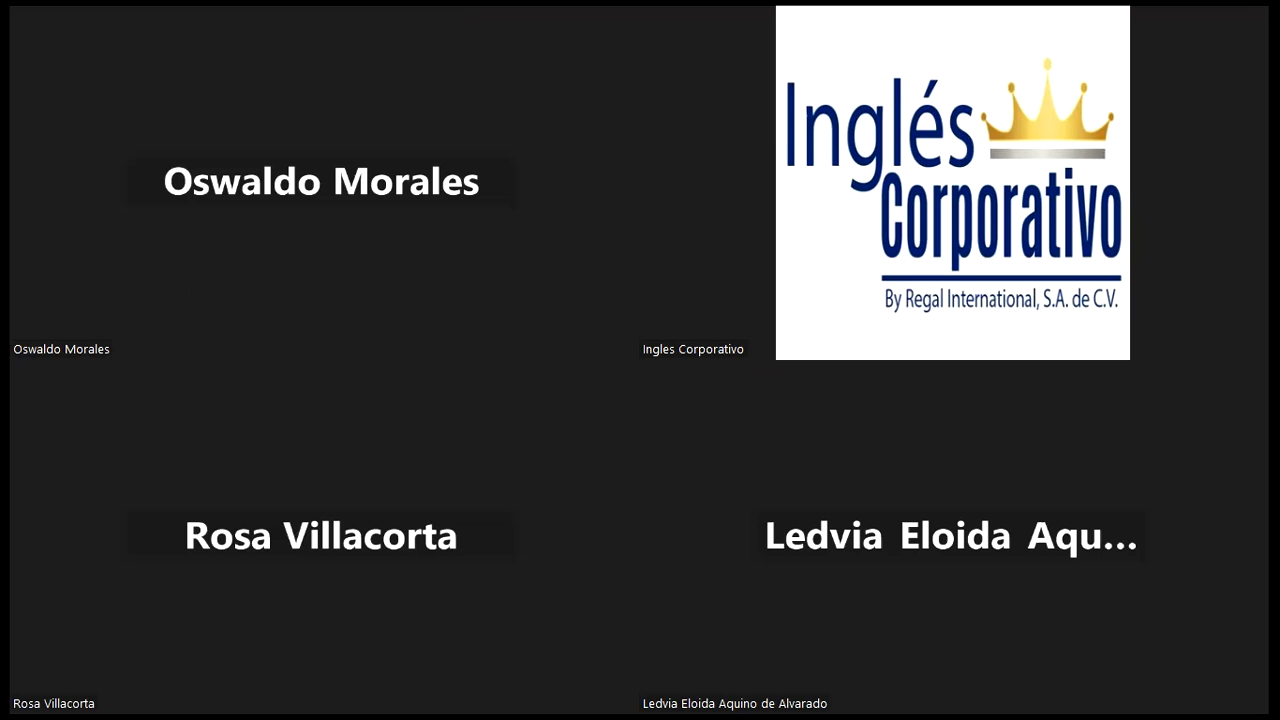 Oswaldo Morales
Oswaldo Morales
Inglés
Corporativo
By Regal International, S.A. de C.V.
Ingles Corporativo
Rosa Villacorta
Rosa Villacorta
Ledvia Eloida Aqu...
Ledvia Eloida Aquino de Alvarado